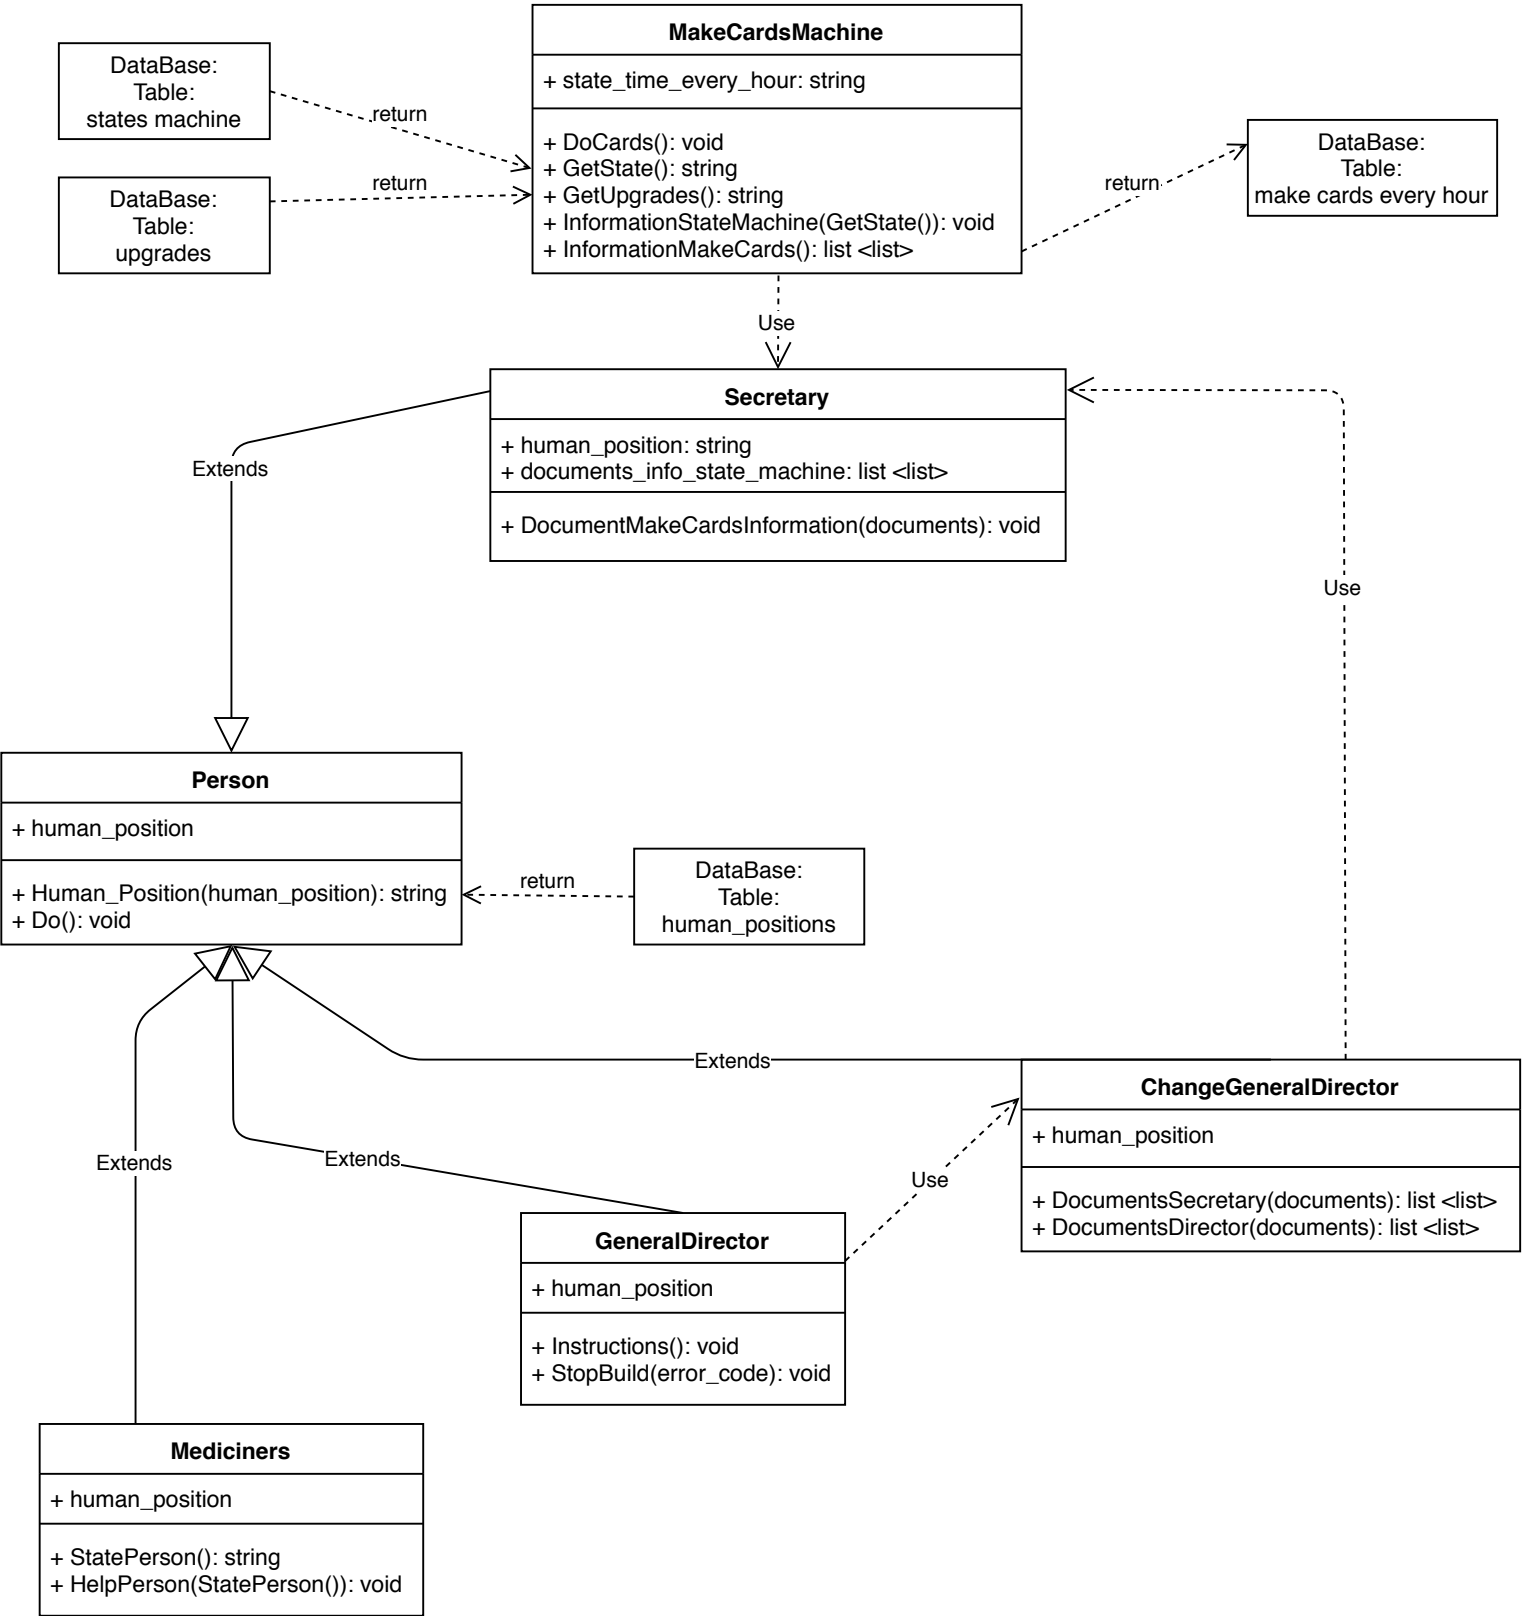 MakeCardsMachine
+ state_time_every_hour: string
+ DoCards(): void
+ GetState(): string
+ GetUpgrades(): string
+ InformationStateMachine(GetState()): void
+ InformationMakeCards(): list <list>
DataBase:
Table:
states machine
return
DataBase:
Table:
upgrades
return
DataBase:
Table:
make cards every hour
return
Use
Secretary
+ human_position: string
+ documents_info_state_machine: list <list>
+ DocumentMakeCardsInformation(documents): void
Extends
Use
Person
+ human_position
+ Human_Position(human_position): string
+ Do(): void
return
DataBase:
Table:
human_positions
Extends
ChangeGeneralDirector
+ human_position
+ DocumentsSecretary(documents): list <list>
+ DocumentsDirector(documents): list <list>
Extends
Extends
Use
GeneralDirector
+ human_position
+ Instructions(): void
+ StopBuild(error_code): void
Mediciners
+ human_position
+ StatePerson(): string
+ HelpPerson(StatePerson()): void